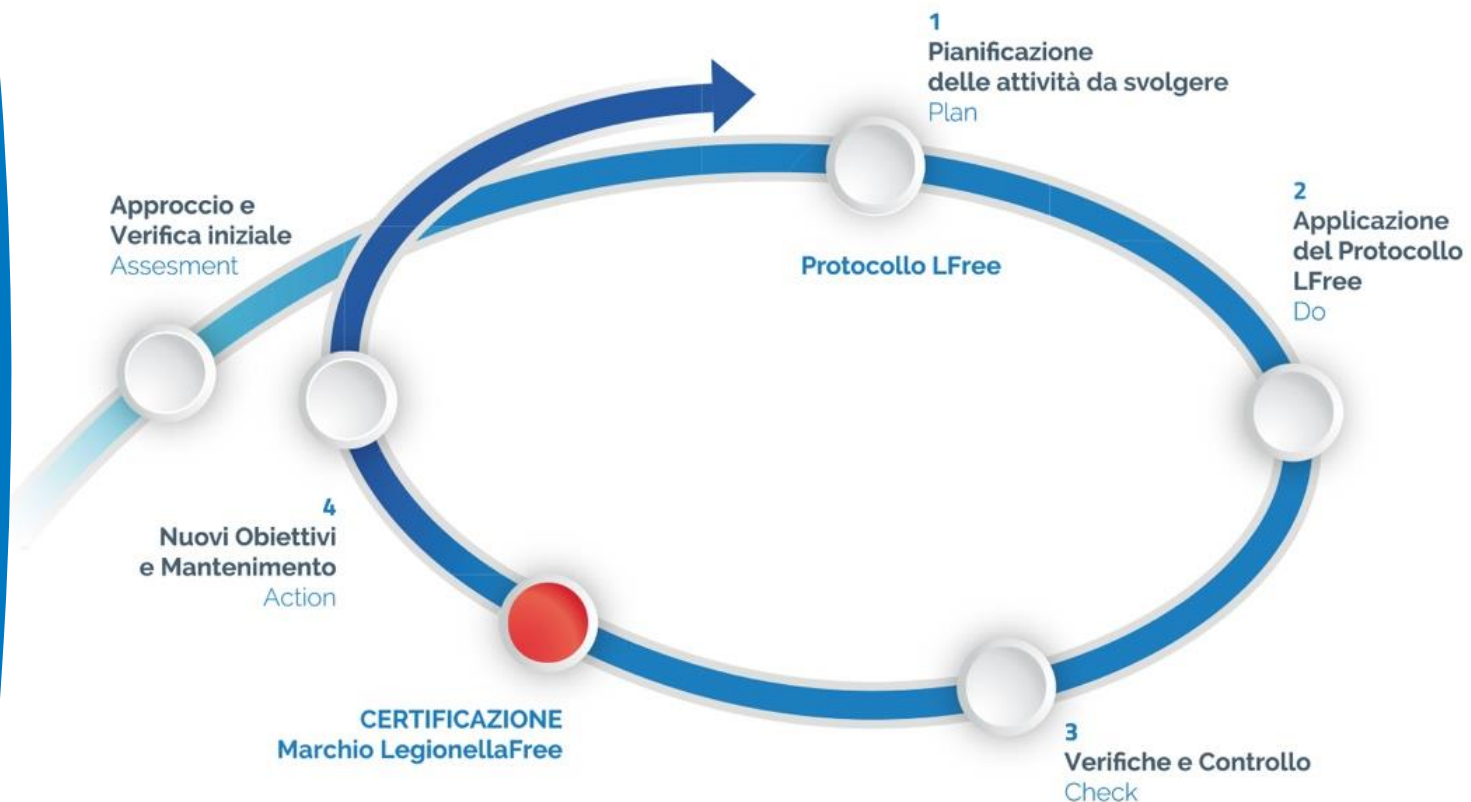 1
Pianificazione
delle attività da svolgere
Plan
Approccio e
Verifica iniziale
Assesment
2
Applicazione
del Protocollo
LFree
Do
Protocollo LFree
4
Nuovi Obiettivi
e Mantenimento
Action
CERTIFICAZIONE
Marchio LegionellaFree
3
Verifiche e Controllo
Check